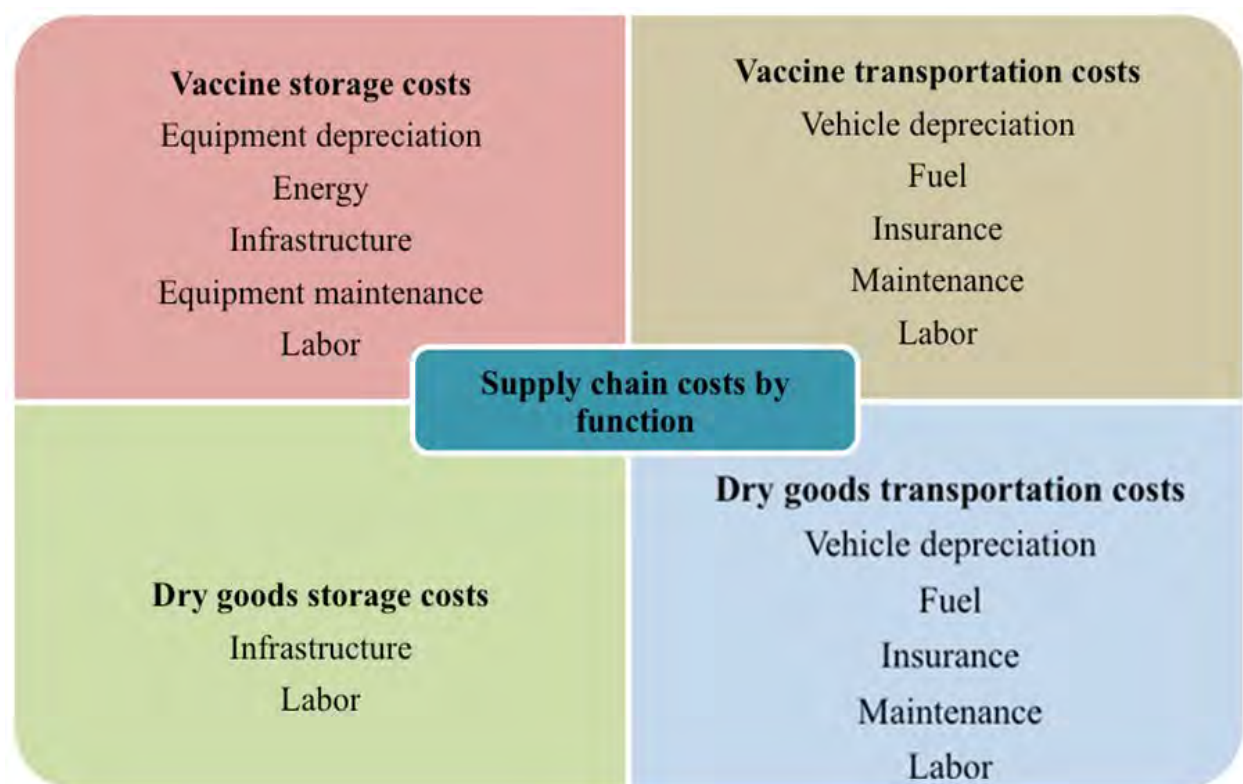 Vaccine storage costs
Equipment depreciation
Energy
Infrastructure
Equipment maintenance
Labor
Vaccine transportation costs
Vehicle depreciation
Fuel
Insurance
Maintenance
Labor
Supply chain costs by
function
Dry goods storage costs
Infrastructure
Labor
Dry goods transportation costs
Vehicle depreciation
Fuel
Insurance
Maintenance
Labor